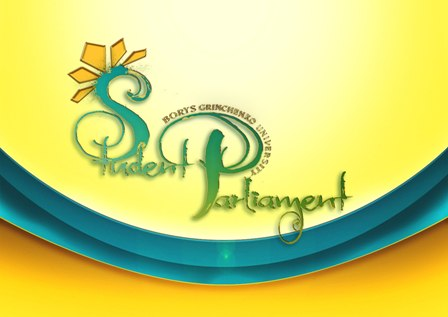 BORYS GRINCHENKO UNIVERSITY
Student
Parliament